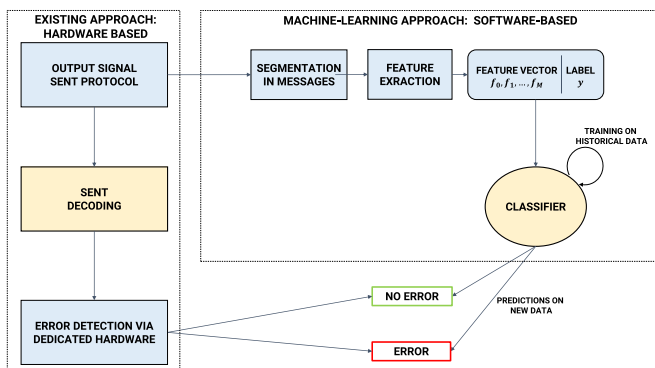 EXISTING APPROACH:
HARDWARE BASED
MACHINE-LEARNING APPROACH: SOFTWARE-BASED
OUTPUT SIGNAL
SENT PROTOCOL
SEGMENTATION
IN MESSAGES
FEATURE
EXRACTION
FEATURE VECTOR
f₀, f₁, ..., f_M
LABEL
y
TRAINING ON
HISTORICAL DATA
SENT
DECODING
CLASSIFIER
NO ERROR
PREDICTIONS ON
NEW DATA
ERROR DETECTION VIA
DEDICATED HARDWARE
ERROR